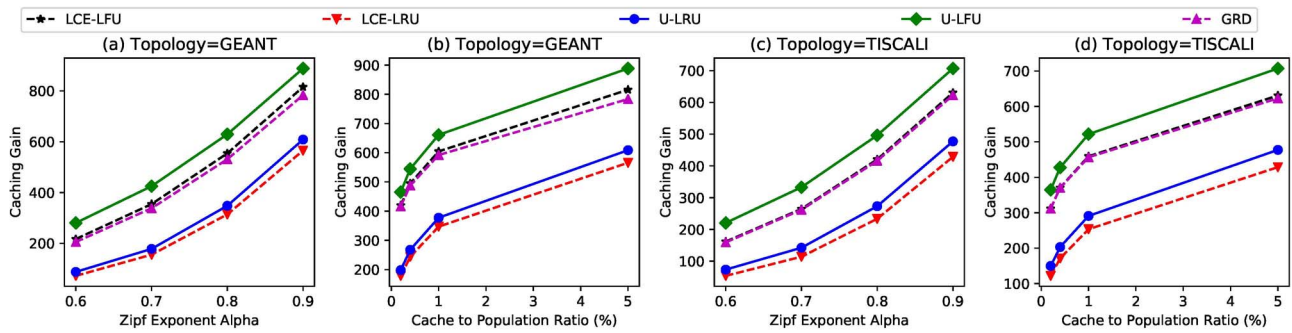 LCE-LFU LCE-LRU U-LRU U-LFU GRD
(a) Topology=GEANT
Caching Gain
800
600
400
200
0.6 0.7 0.8 0.9
Zipf Exponent Alpha
(b) Topology=GEANT
Caching Gain
900
800
700
600
500
400
300
200
0 1 2 3 4 5
Cache to Population Ratio (%)
(c) Topology=TISCALI
Caching Gain
700
600
500
400
300
200
100
0.6 0.7 0.8 0.9
Zipf Exponent Alpha
(d) Topology=TISCALI
Caching Gain
700
600
500
400
300
200
100
0 1 2 3 4 5
Cache to Population Ratio (%)